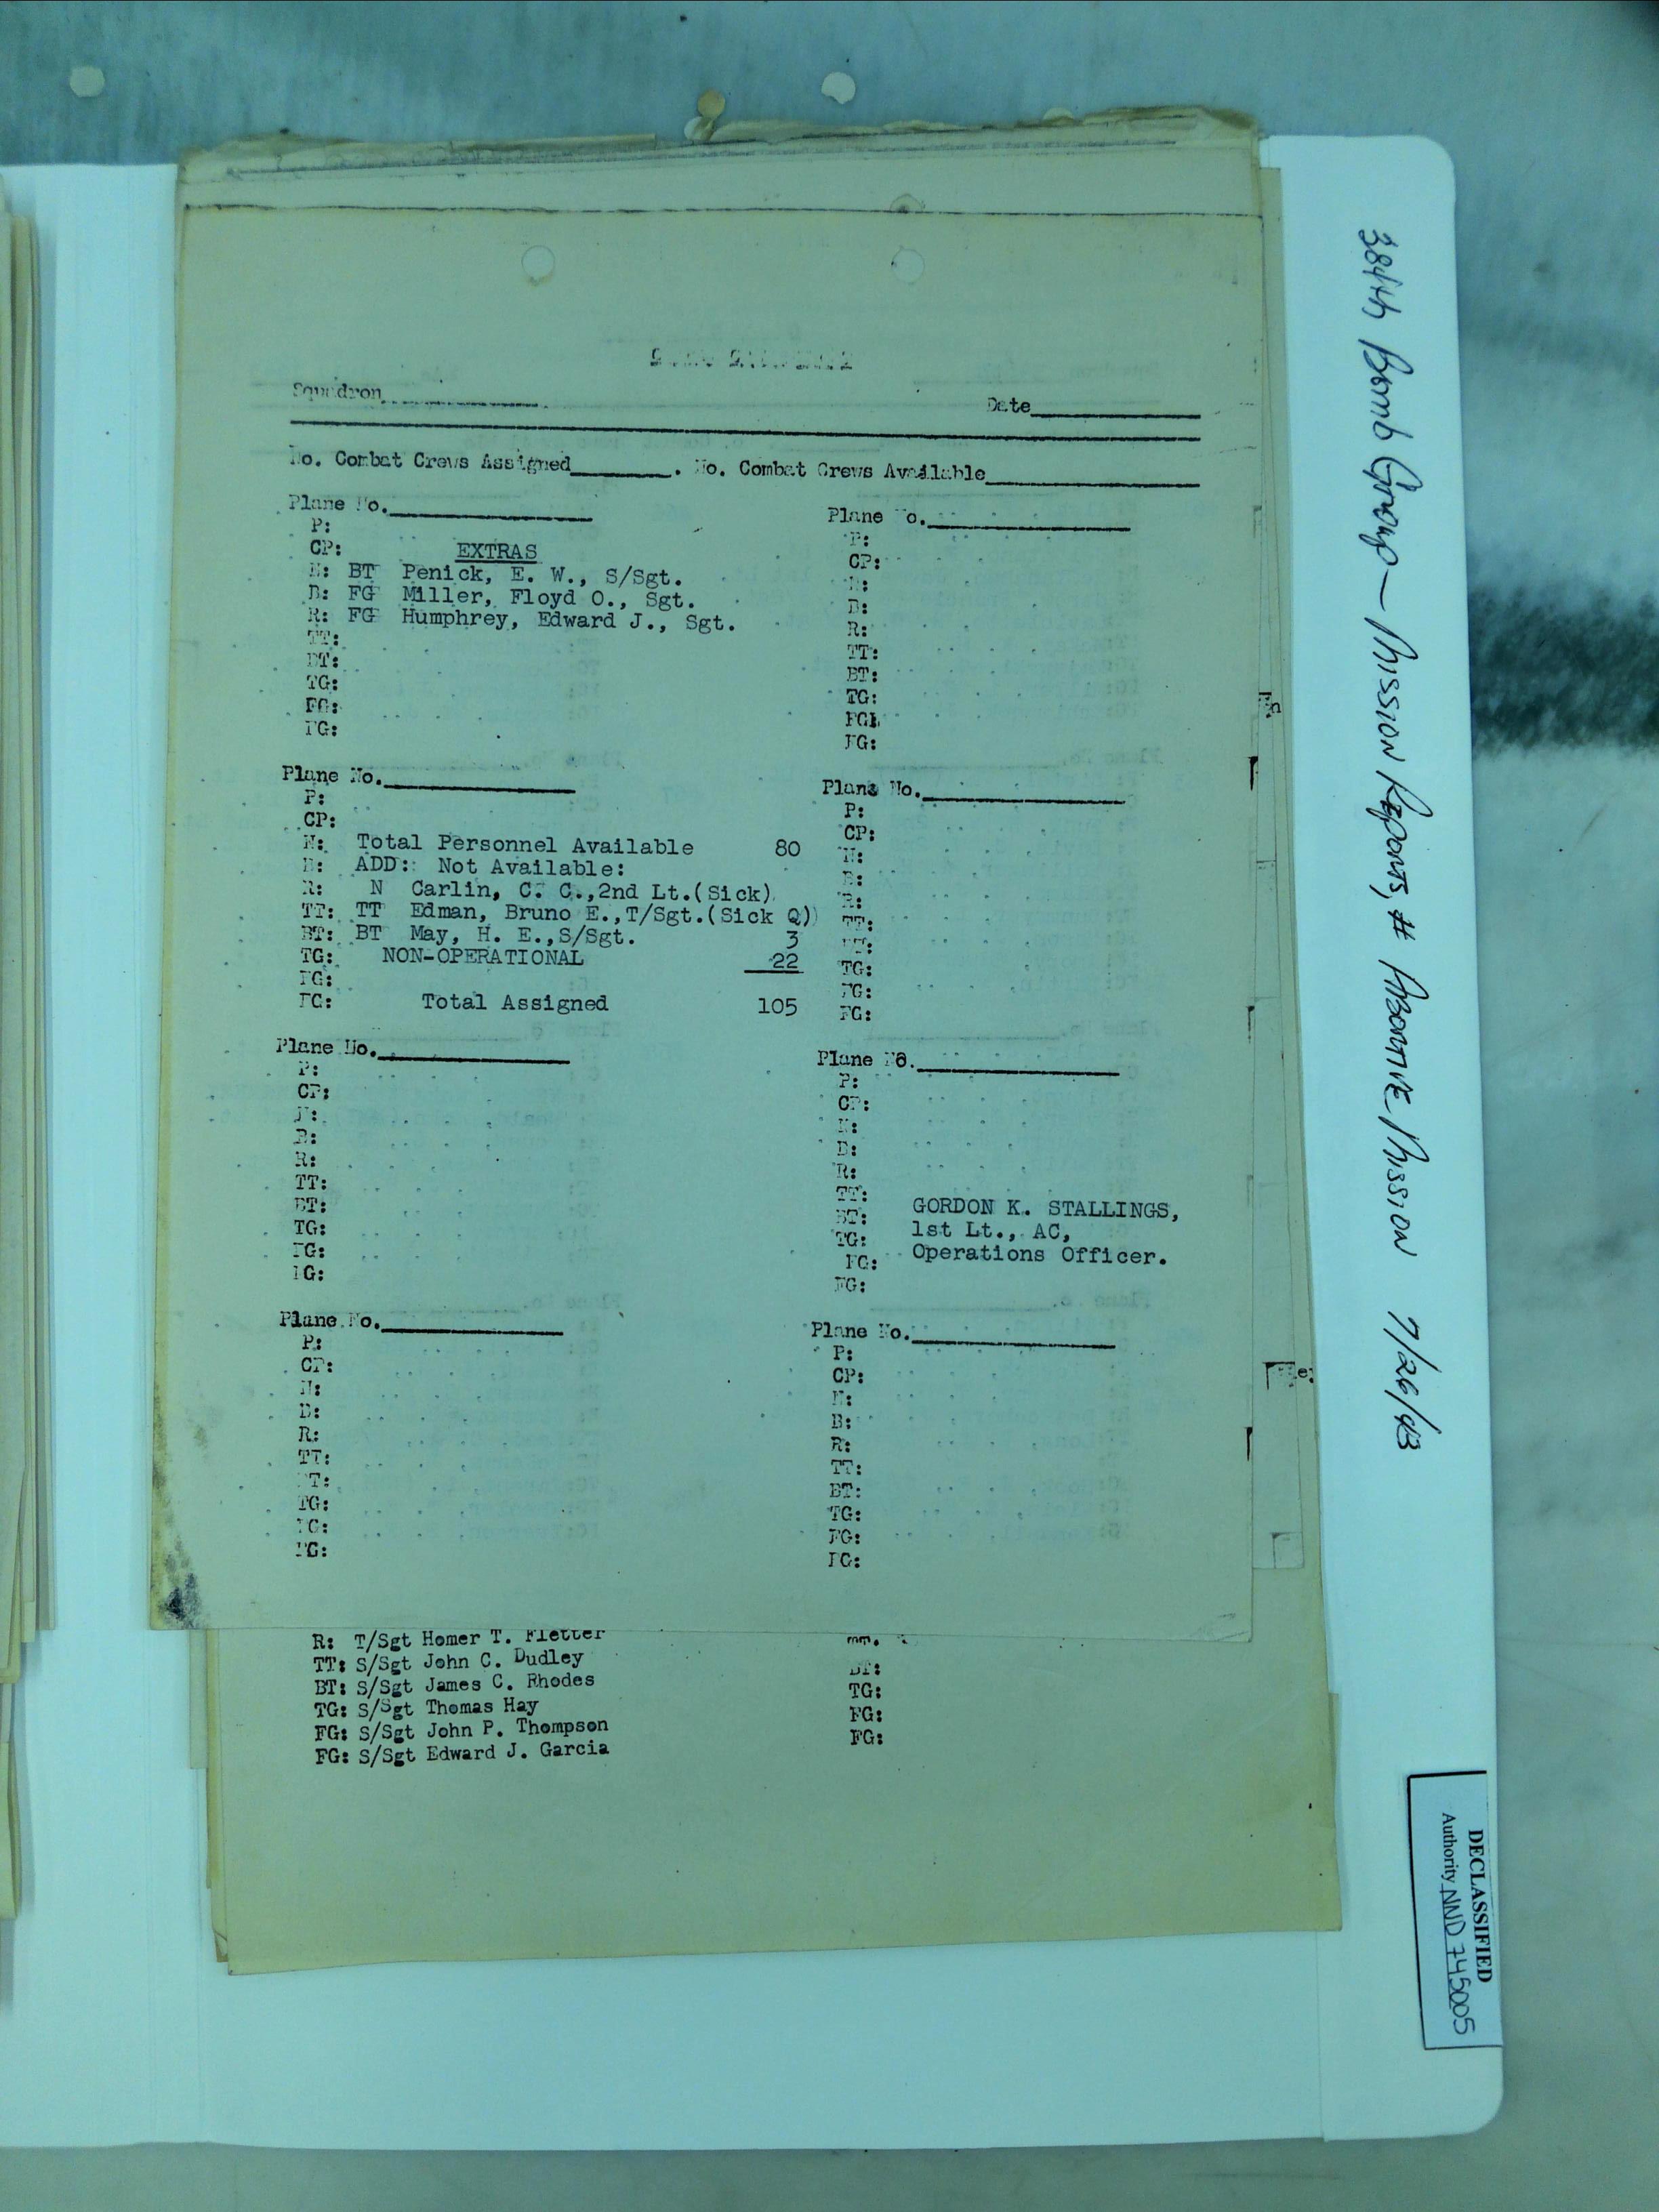 Squadron
Date
No. Combat Crews Assigned . No. Combat Crews Available
Plane No.
P:
CP: EXTRAS
N: BT Penick, E. W., S/Sgt.
B: FG Miller, Floyd O., Sgt.
R: FG Humphrey, Edward J., Sgt.
TT:
BT:
TG:
FG:
FG:
Plane No.
P:
CP:
N:
B:
R:
TT:
BT:
TG:
FG:
FG:
Plane No.
P:
CP:
N: Total Personnel Available 80
B: ADD: Not Available:
R: N Carlin, C. C.,2nd Lt.(Sick)
TT: TT Edman, Bruno E.,T/Sgt.(Sick Q)
BT: BT May, H. E.,S/Sgt. 3
TG: NON-OPERATIONAL 22
FG:
FG: Total Assigned 105
Plane No.
P:
CP:
N:
B:
R:
TT:
BT:
TG:
FG:
FG:
Plane No.
P:
CP:
N:
B:
R:
TT:
BT:
TG:
FG:
FG:
Plane No.
P:
CP:
N:
B:
R:
TT:
BT: GORDON K. STALLINGS,
TG: 1st Lt., AC,
FG: Operations Officer.
FG:
Plane No.
P:
CP:
N:
B:
R:
TT:
BT:
TG:
FG:
FG:
Plane No.
P:
CP:
N:
B:
R:
TT:
BT:
TG:
FG:
FG:
R: T/Sgt Homer T. Fletter
TT: S/Sgt John C. Dudley
BT: S/Sgt James C. Rhodes
TG: S/Sgt Thomas Hay
FG: S/Sgt John P. Thompson
FG: S/Sgt Edward J. Garcia
BT:
TG:
FG:
FG:
384th Bomb Group — Mission Reports, # Abortive Mission 7/26/43
DECLASSIFIED
Authority NND 745005